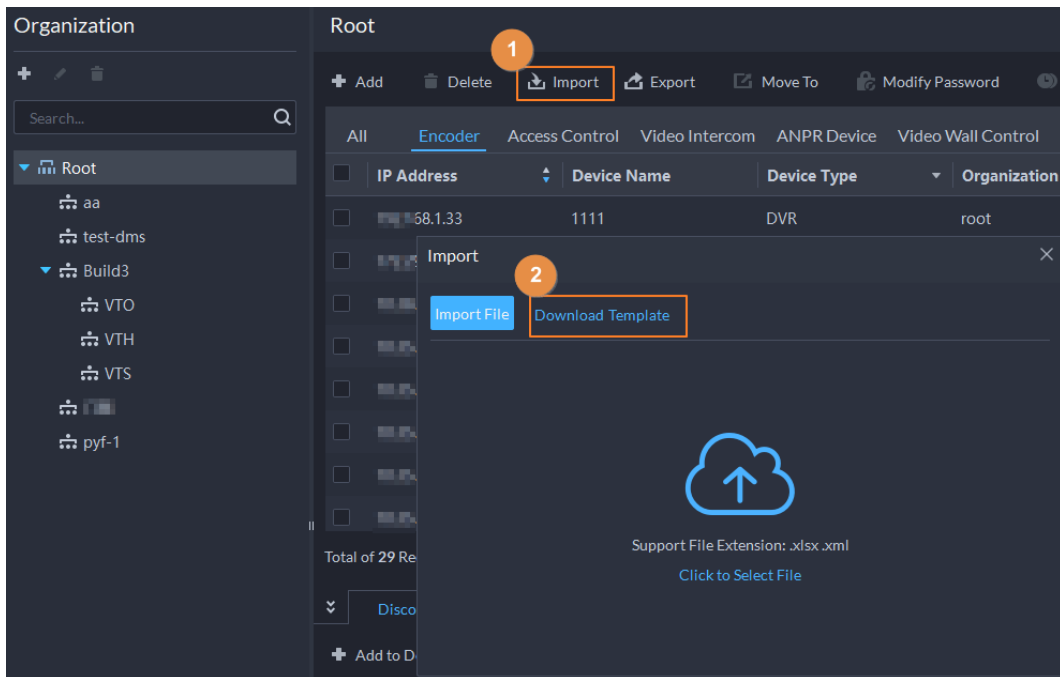 Organization
Search...
Root
aa
test-dms
Build3
VTO
VTH
VTS
pyf-1
Root
1
Add Delete Import Export Move To Modify Password
All Encoder Access Control Video Intercom ANPR Device Video Wall Control
IP Address Device Name Device Type Organization
68.1.33 1111 DVR root
Import
2
Import File Download Template
Support File Extension: .xlsx .xml
Click to Select File
Total of 29 Re
Disco
Add to D